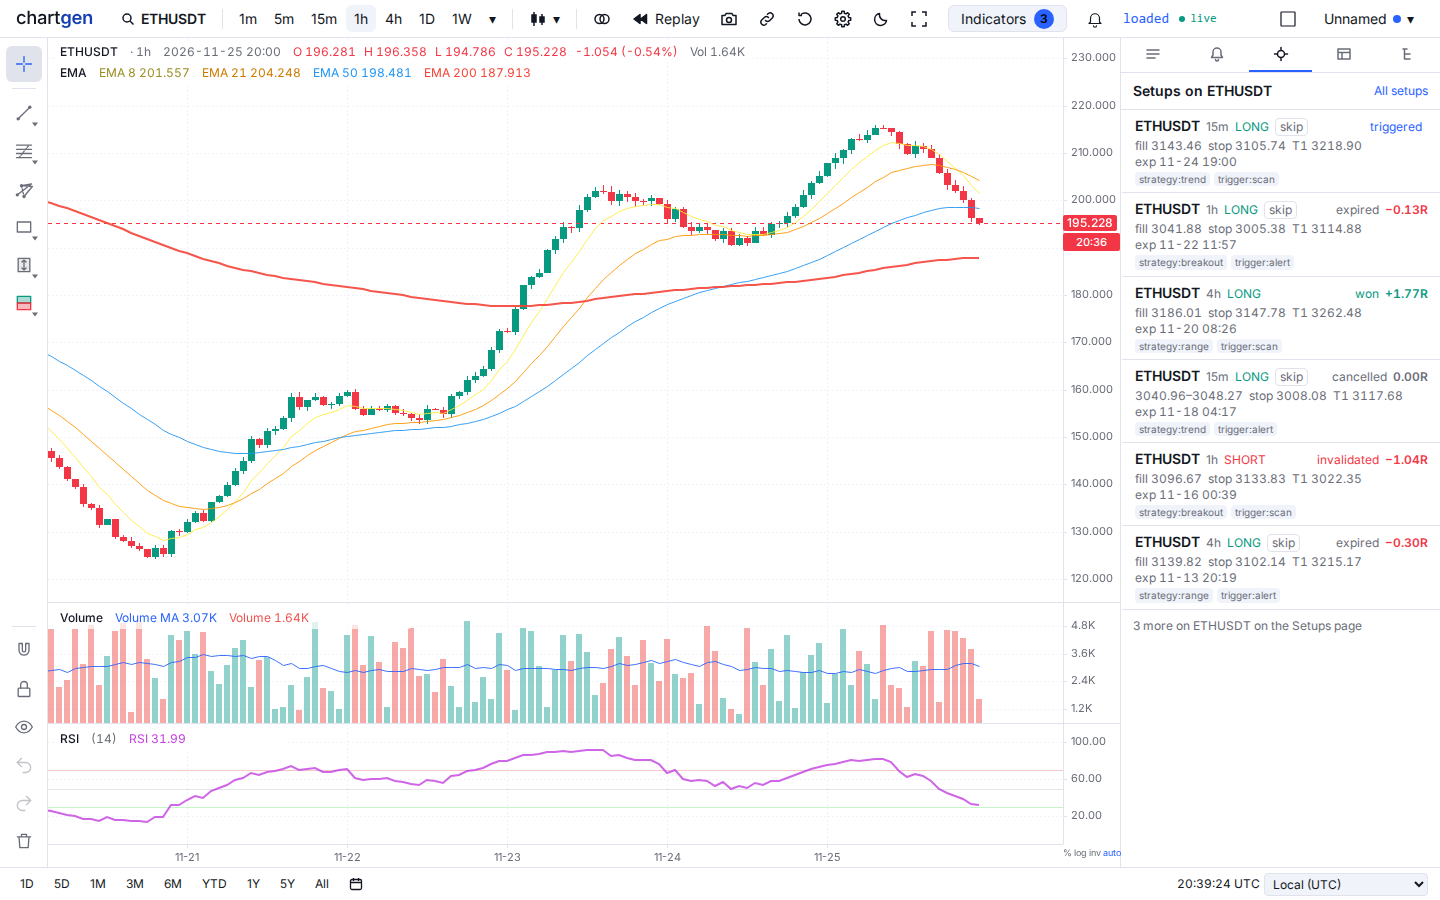 chartgen ETHUSDT 1m 5m 15m 1h 4h 1D 1W Replay Indicators 3 loaded live Unnamed
ETHUSDT · 1h 2026-11-25 20:00 O 196.281 H 196.358 L 194.786 C 195.228 -1.054 (-0.54%) Vol 1.64K
EMA EMA 8 201.557 EMA 21 204.248 EMA 50 198.481 EMA 200 187.913
230.000
220.000
210.000
200.000
195.228
20:36
180.000
170.000
160.000
150.000
140.000
130.000
120.000
Volume Volume MA 3.07K Volume 1.64K
4.8K
3.6K
2.4K
1.2K
RSI (14) RSI 31.99
100.00
60.00
20.00
11-21 11-22 11-23 11-24 11-25
% log inv auto
Setups on ETHUSDT All setups
ETHUSDT 15m LONG skip triggered
fill 3143.46 stop 3105.74 T1 3218.90
exp 11-24 19:00
strategy:trend trigger:scan
ETHUSDT 1h LONG skip expired −0.13R
fill 3041.88 stop 3005.38 T1 3114.88
exp 11-22 11:57
strategy:breakout trigger:alert
ETHUSDT 4h LONG won +1.77R
fill 3186.01 stop 3147.78 T1 3262.48
exp 11-20 08:26
strategy:range trigger:scan
ETHUSDT 15m LONG skip cancelled 0.00R
3040.96–3048.27 stop 3008.08 T1 3117.68
exp 11-18 04:17
strategy:trend trigger:alert
ETHUSDT 1h SHORT invalidated −1.04R
fill 3096.67 stop 3133.83 T1 3022.35
exp 11-16 00:39
strategy:breakout trigger:scan
ETHUSDT 4h LONG skip expired −0.30R
fill 3139.82 stop 3102.14 T1 3215.17
exp 11-13 20:19
strategy:range trigger:alert
3 more on ETHUSDT on the Setups page
1D 5D 1M 3M 6M YTD 1Y 5Y All 20:39:24 UTC Local (UTC)